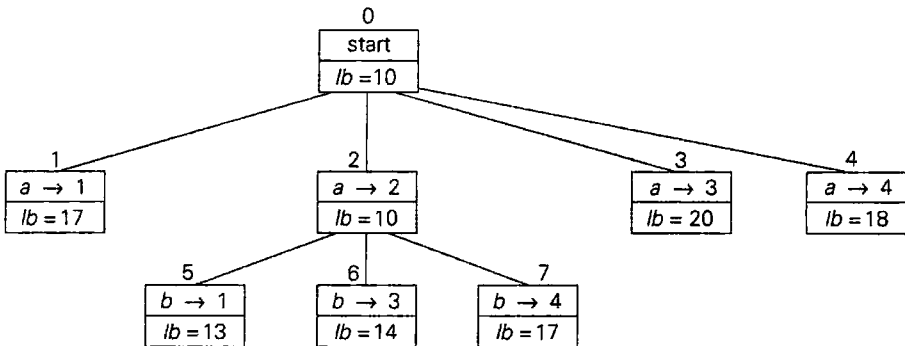 0
start
lb = 10
1
2
3
4
a → 1
a → 2
a → 3
a → 4
lb = 17
lb = 10
lb = 20
lb = 18
5
6
7
b → 1
b → 3
b → 4
lb = 13
lb = 14
lb = 17